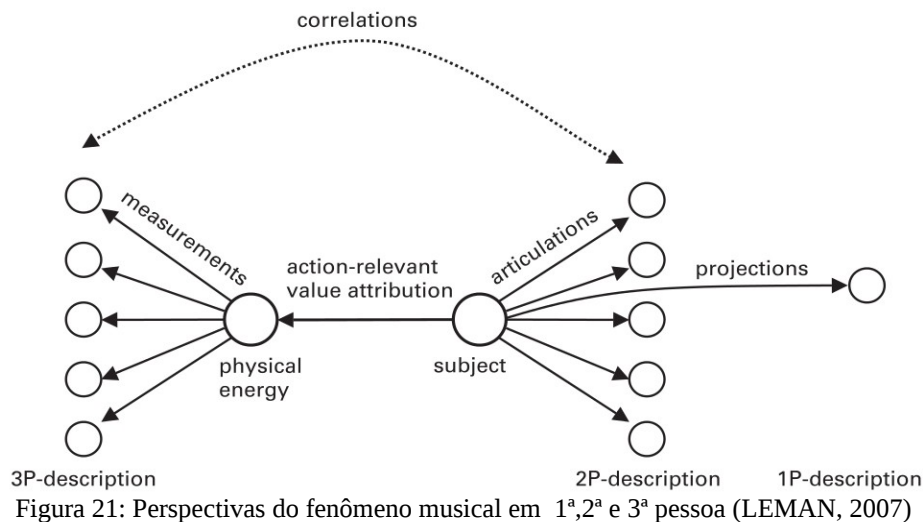 correlations
measurements
articulations
action-relevant
value attribution
projections
physical
energy
subject
3P-description
2P-description
1P-description
Figura 21: Perspectivas do fenômeno musical em 1ª,2ª e 3ª pessoa (LEMAN, 2007)